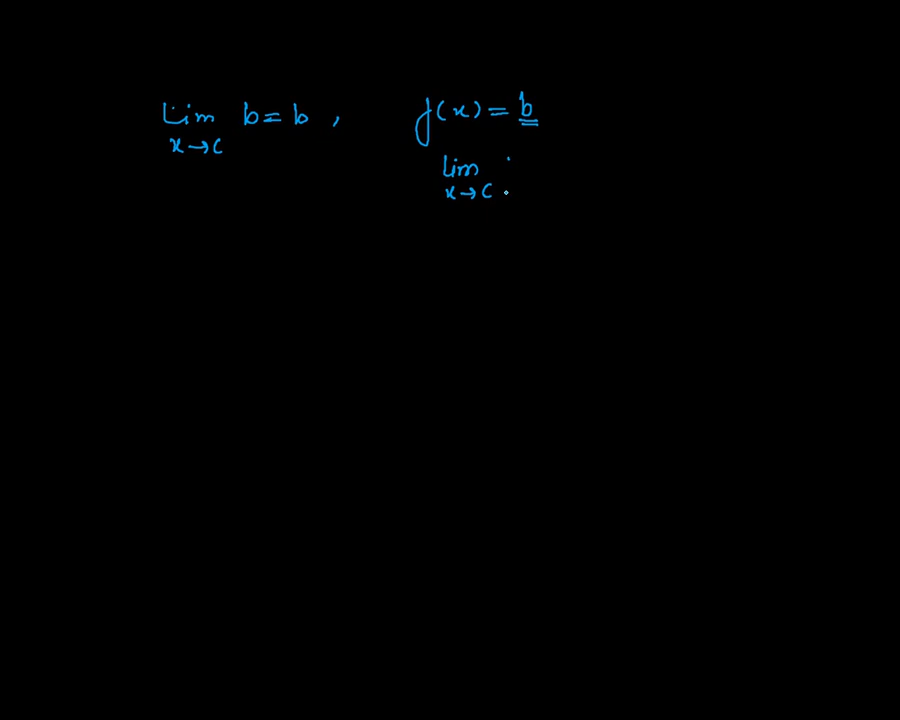 Lim b = b , f(x) = b
x→c
lim
x→c